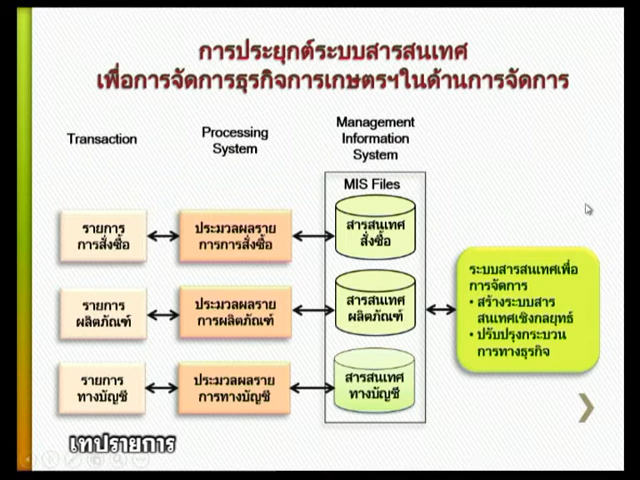 การประยุกต์ระบบสารสนเทศ
เพื่อการจัดการธุรกิจการเกษตรฯในด้านการจัดการ
Transaction
Processing
System
Management
Information
System
MIS Files
รายการ
การสั่งซื้อ
ประมวลผลราย
การการสั่งซื้อ
สารสนเทศ
สั่งซื้อ
รายการ
ผลิตภัณฑ์
ประมวลผลราย
การผลิตภัณฑ์
สารสนเทศ
ผลิตภัณฑ์
รายการ
ทางบัญชี
ประมวลผลราย
การทางบัญชี
สารสนเทศ
ทางบัญชี
ระบบสารสนเทศเพื่อ
การจัดการ
• สร้างระบบสาร
สนเทศเชิงกลยุทธ์
• ปรับปรุงกระบวน
การทางธุรกิจ
เทปรายการ